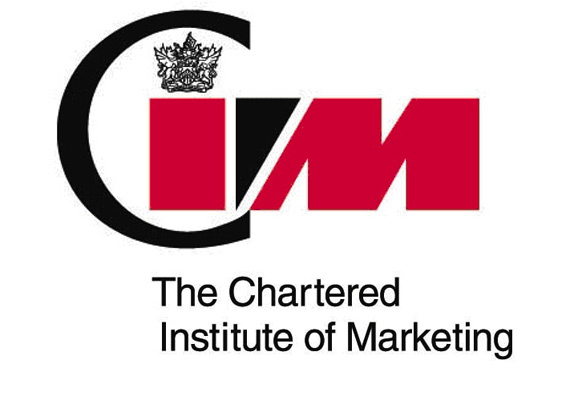 CIM
The Chartered
Institute of Marketing